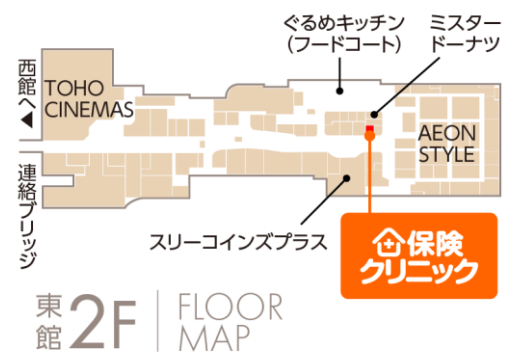 ぐるめキッチン
(フードコート)
ミスター
ドーナツ
西館へ
TOHO
CINEMAS
AEON
STYLE
連絡ブリッジ
スリーコインズプラス
保険
クリニック
東館
2F
FLOOR
MAP